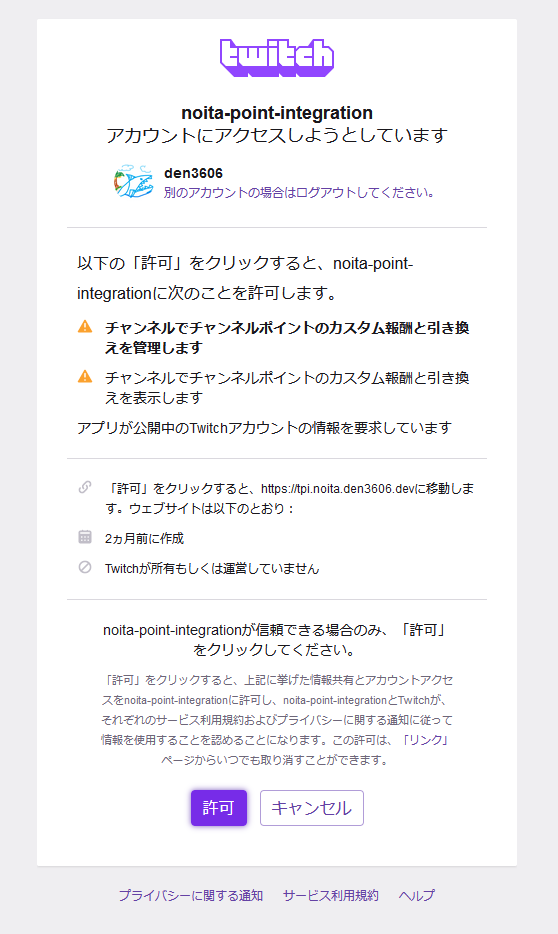 twitch
noita-point-integration
アカウントにアクセスしようとしています
den3606
別のアカウントの場合はログアウトしてください。
以下の「許可」をクリックすると、noita-point-
integrationに次のことを許可します。
チャンネルでチャンネルポイントのカスタム報酬と引き換
えを管理します
チャンネルでチャンネルポイントのカスタム報酬と引き換
えを表示します
アプリが公開中のTwitchアカウントの情報を要求しています
「許可」をクリックすると、https://tpi.noita.den3606.devに移動しま
す。ウェブサイトは以下のとおり：
2ヵ月前に作成
Twitchが所有もしくは運営していません
noita-point-integrationが信頼できる場合のみ、「許可」
をクリックしてください。
「許可」をクリックすると、上記に挙げた情報共有とアカウントアクセ
スをnoita-point-integrationに許可し、noita-point-integrationとTwitchが、
それぞれのサービス利用規約およびプライバシーに関する通知に従って
情報を使用することを認めることになります。この許可は、「リンク」
ページからいつでも取り消すことができます。
許可 キャンセル
プライバシーに関する通知 サービス利用規約 ヘルプ